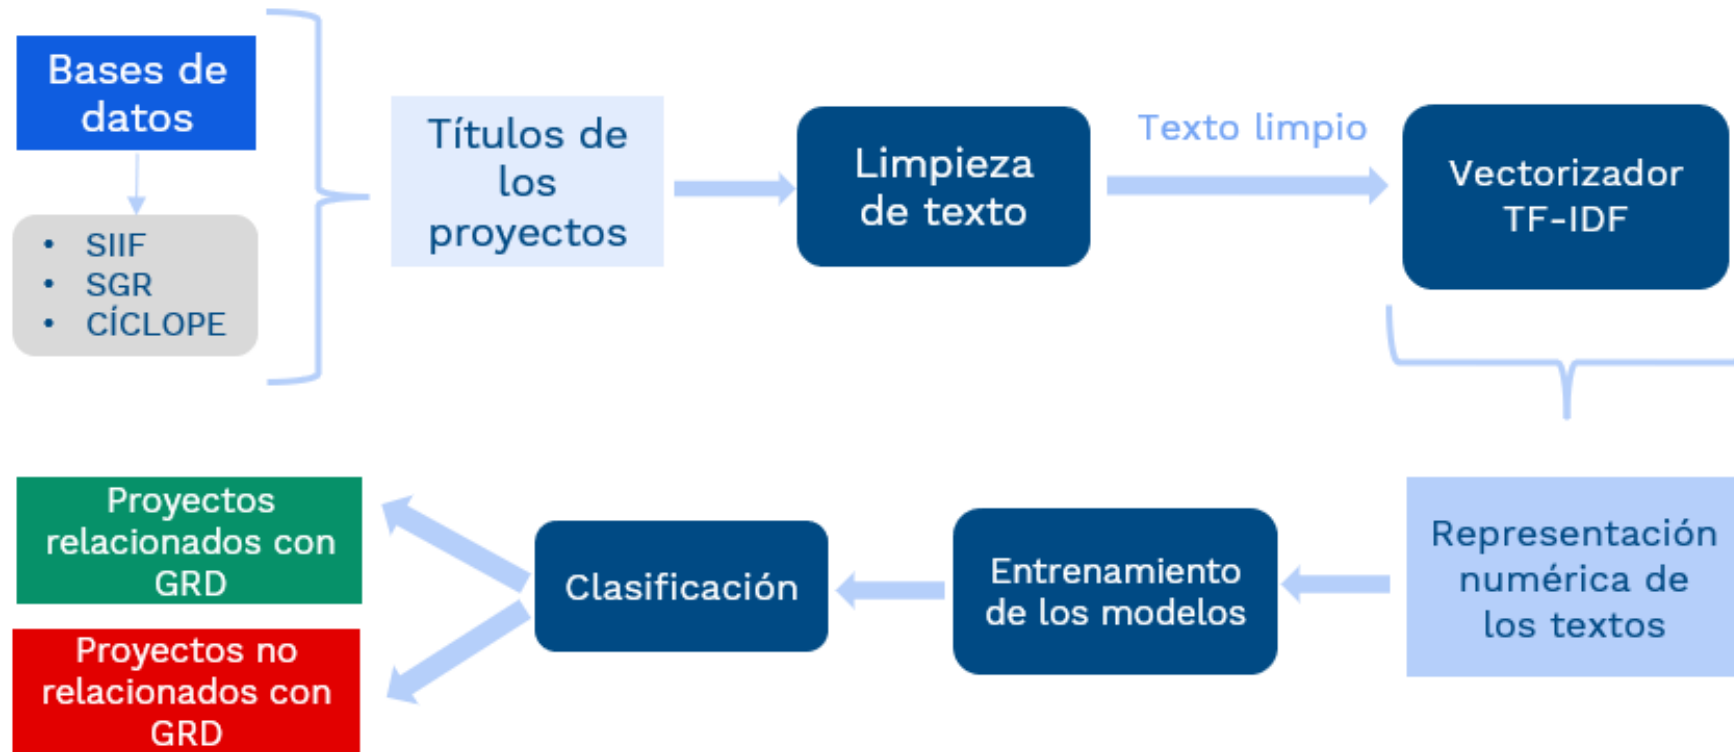 Bases de
datos
• SIIF
• SGR
• CÍCLOPE
Títulos de
los
proyectos
Limpieza
de texto
Texto limpio
Vectorizador
TF-IDF
Representación
numérica de
los textos
Entrenamiento
de los modelos
Clasificación
Proyectos
relacionados con
GRD
Proyectos no
relacionados con
GRD